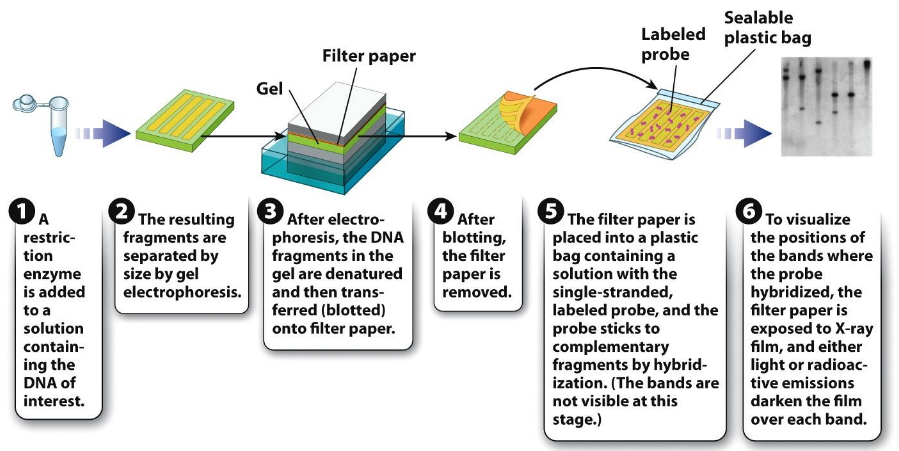 Sealable
plastic bag
Labeled
probe
Filter paper
Gel
1 A
restric-
tion
enzyme
is added
to a
solution
contain-
ing the
DNA of
interest.
2 The resulting
fragments are
separated by
size by gel
electrophoresis.
3 After electro-
phoresis, the DNA
fragments in the
gel are denatured
and then trans-
ferred (blotted)
onto filter paper.
4 After
blotting,
the filter
paper is
removed.
5 The filter paper is
placed into a plastic
bag containing a
solution with the
single-stranded,
labeled probe, and the
probe sticks to
complementary
fragments by hybrid-
ization. (The bands are
not visible at this
stage.)
6 To visualize
the positions of
the bands where
the probe
hybridized, the
filter paper is
exposed to X-ray
film, and either
light or radioac-
tive emissions
darken the film
over each band.